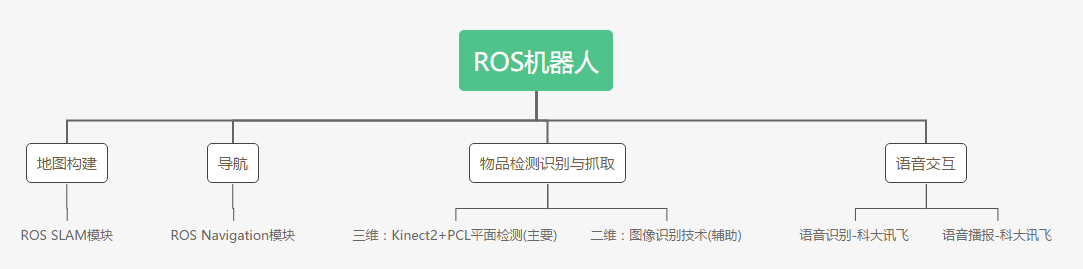 ROS机器人
地图构建
导航
物品检测识别与抓取
语音交互
ROS SLAM模块
ROS Navigation模块
三维：Kinect2+PCL平面检测(主要)
二维：图像识别技术(辅助)
语音识别-科大讯飞
语音播报-科大讯飞